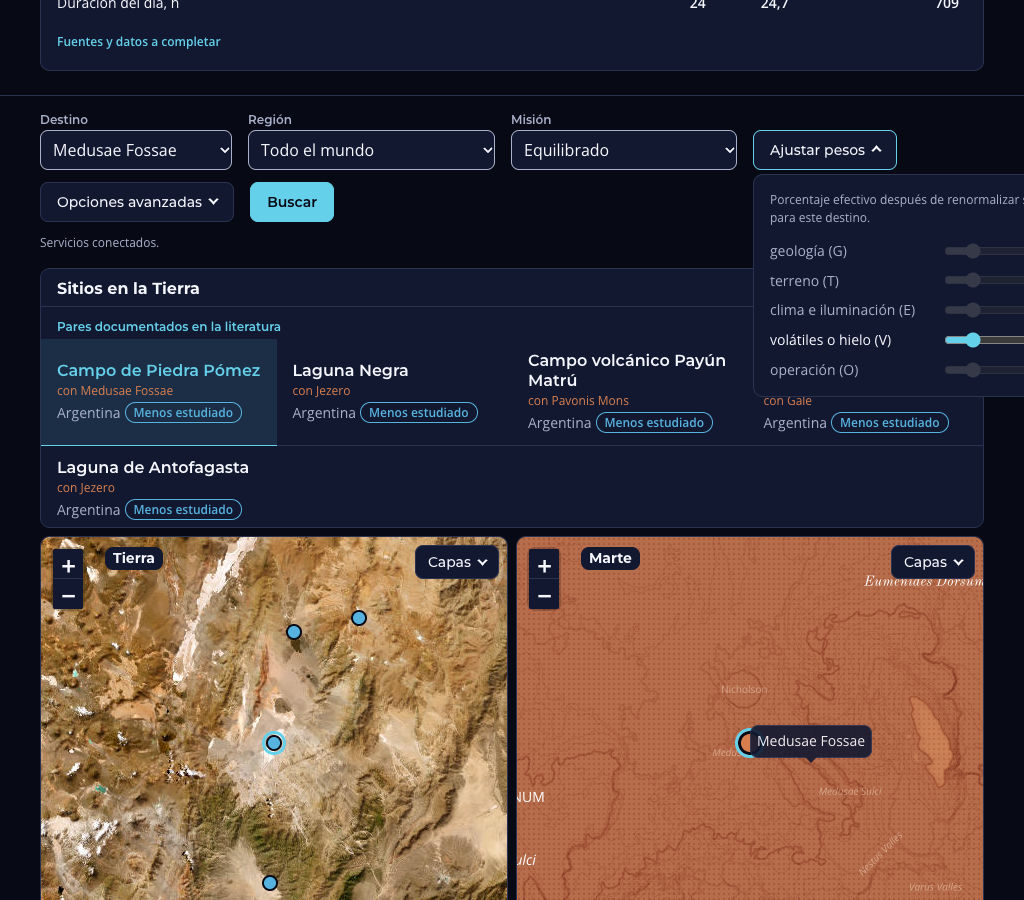 Duración del día, h 24 24,7 709
Fuentes y datos a completar
Destino Región Misión
Medusae Fossae Todo el mundo Equilibrado Ajustar pesos
Opciones avanzadas Buscar
Servicios conectados.
Porcentaje efectivo después de renormalizar
para este destino.
geología (G)
terreno (T)
clima e iluminación (E)
volátiles o hielo (V)
operación (O)
Sitios en la Tierra
Pares documentados en la literatura
Campo de Piedra Pómez
con Medusae Fossae
Argentina Menos estudiado
Laguna Negra
con Jezero
Argentina Menos estudiado
Campo volcánico Payún
Matrú
con Pavonis Mons
Argentina Menos estudiado
con Gale
Argentina Menos estudiado
Laguna de Antofagasta
con Jezero
Argentina Menos estudiado
+
−
Tierra
Capas
+
−
Marte
Capas
Eumenides Dorsum
Nicholson
Medusae Fossae
Medusae Sulci
NUM
ulci
Nestus Valles
Varus Valles